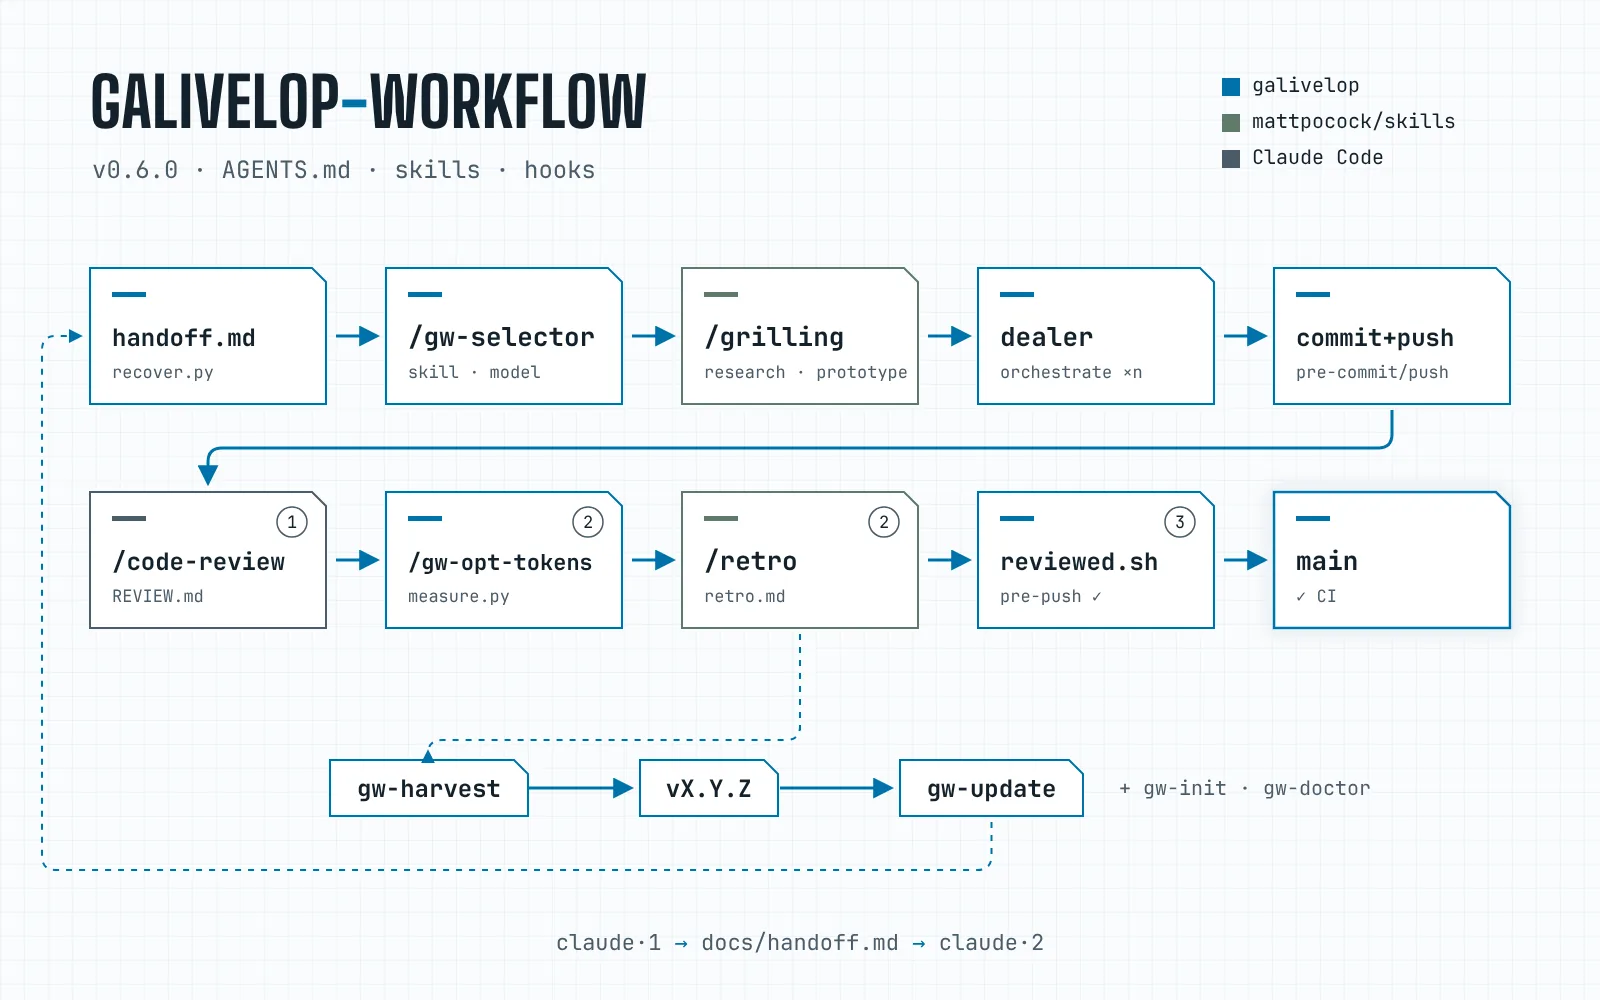 GALIVELOP-WORKFLOW
v0.6.0 · AGENTS.md · skills · hooks
galivelop
mattpocock/skills
Claude Code
handoff.md
recover.py
/gw-selector
skill · model
/grilling
research · prototype
dealer
orchestrate ×n
commit+push
pre-commit/push
1
/code-review
REVIEW.md
2
/gw-opt-tokens
measure.py
2
/retro
retro.md
3
reviewed.sh
pre-push ✓
main
✓ CI
gw-harvest
vX.Y.Z
gw-update
+ gw-init · gw-doctor
claude·1 → docs/handoff.md → claude·2